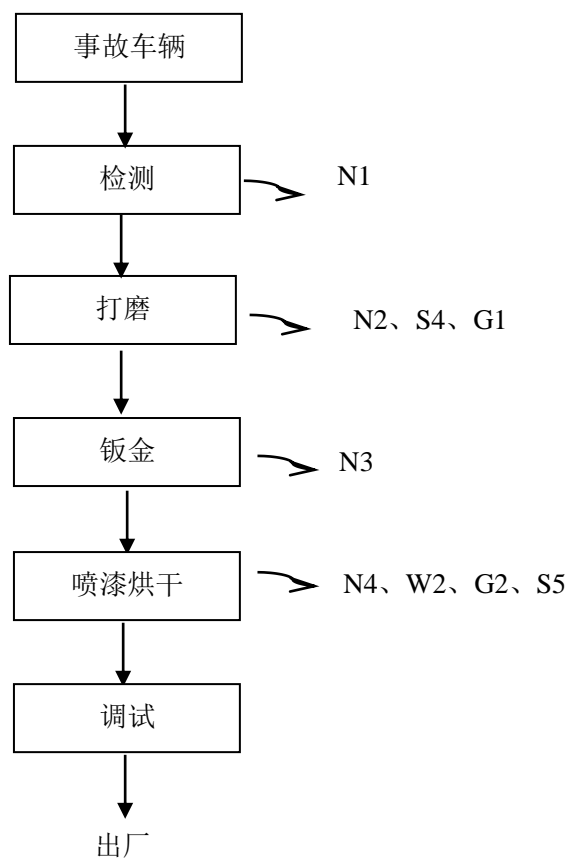 事故车辆
检测
N1
打磨
N2、S4、G1
钣金
N3
喷漆烘干
N4、W2、G2、S5
调试
出厂